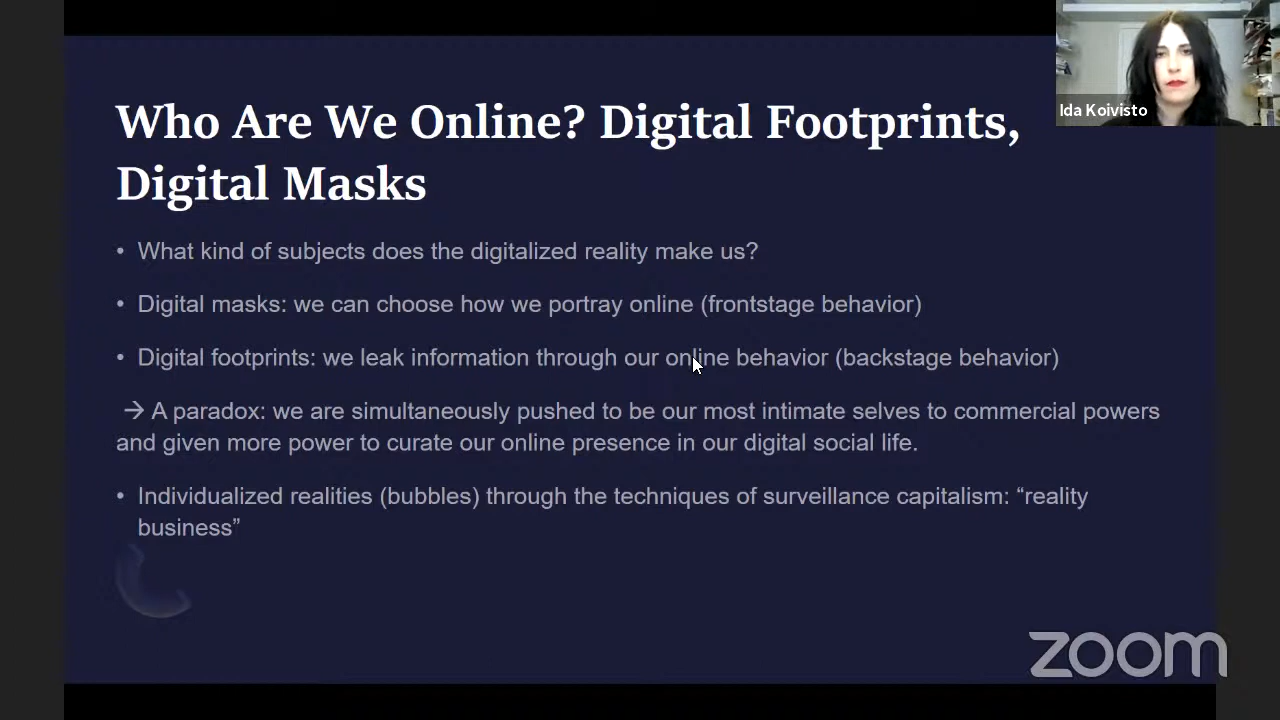 Who Are We Online? Digital Footprints,
Digital Masks
Ida Koivisto
• What kind of subjects does the digitalized reality make us?
• Digital masks: we can choose how we portray online (frontstage behavior)
• Digital footprints: we leak information through our online behavior (backstage behavior)
→ A paradox: we are simultaneously pushed to be our most intimate selves to commercial powers
and given more power to curate our online presence in our digital social life.
• Individualized realities (bubbles) through the techniques of surveillance capitalism: “reality
business”
zoom